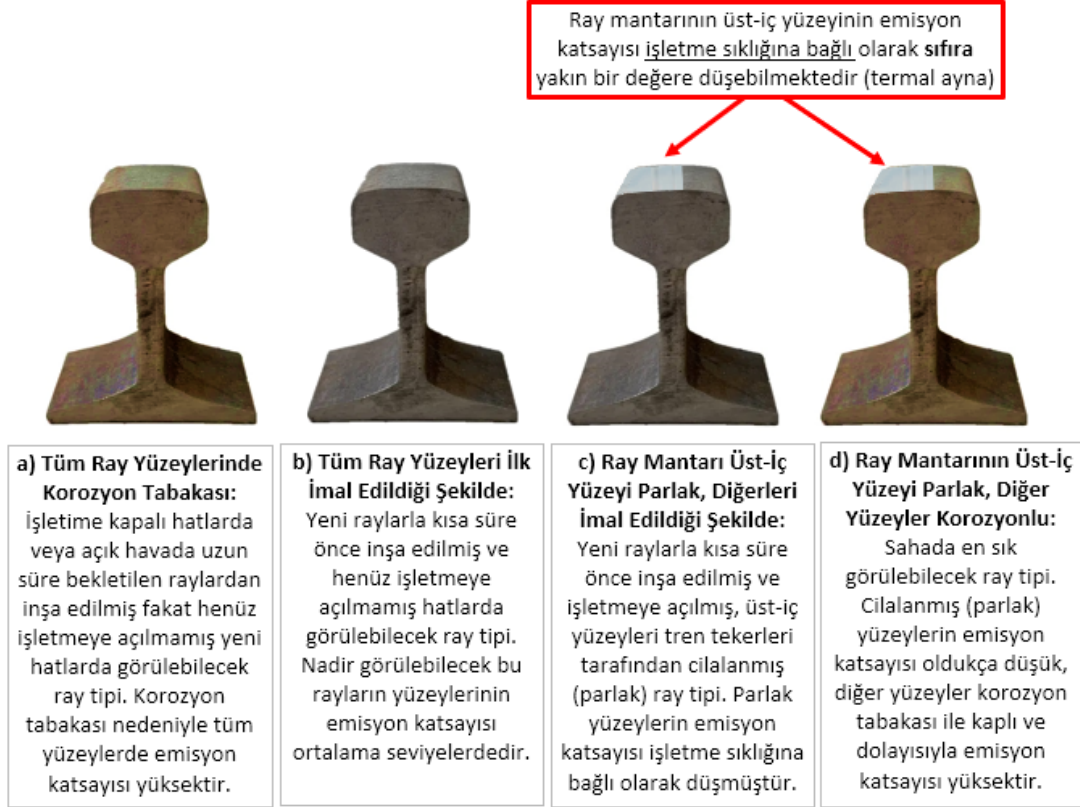 Ray mantarının üst-iç yüzeyinin emisyon
katsayısı işletme sıklığına bağlı olarak sıfıra
yakın bir değere düşebilmektedir (termal ayna)
a) Tüm Ray Yüzeylerinde
Korozyon Tabakası:
İşletime kapalı hatlarda
veya açık havada uzun
süre bekletilen raylardan
inşa edilmiş fakat henüz
işletmeye açılmamış yeni
hatlarda görülebilecek
ray tipi. Korozyon
tabakası nedeniyle tüm
yüzeylerde emisyon
katsayısı yüksektir.
b) Tüm Ray Yüzeyleri İlk
İmal Edildiği Şekilde:
Yeni raylarla kısa süre
önce inşa edilmiş ve
henüz işletmeye
açılmamış hatlarda
görülebilecek ray tipi.
Nadir görülebilecek bu
rayların yüzeylerinin
emisyon katsayısı
ortalama seviyelerdedir.
c) Ray Mantarı Üst-İç
Yüzeyi Parlak, Diğerleri
İmal Edildiği Şekilde:
Yeni raylarla kısa süre
önce inşa edilmiş ve
işletmeye açılmış, üst-iç
yüzeyleri tren tekerleri
tarafından cilalanmış
(parlak) ray tipi. Parlak
yüzeylerin emisyon
katsayısı işletme sıklığına
bağlı olarak düşmüştür.
d) Ray Mantarının Üst-İç
Yüzeyi Parlak, Diğer
Yüzeyler Korozyonlu:
Sahada en sık
görülebilecek ray tipi.
Cilalanmış (parlak)
yüzeylerin emisyon
katsayısı oldukça düşük,
diğer yüzeyler korozyon
tabakası ile kaplı ve
dolayısıyla emisyon
katsayısı yüksektir.